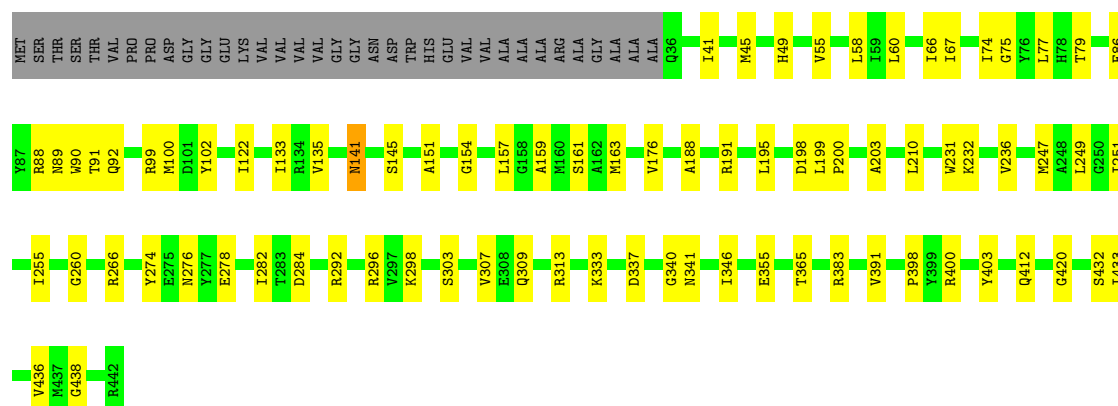 MET SER THR SER THR VAL PRO PRO ASP GLY GLY GLU LYS VAL VAL VAL VAL GLY GLY ASN ASP TRP HIS GLU VAL VAL ALA ALA ALA ARG ALA GLY ALA ALA ALA Q36 I41 M45 H49 V55 L58 I59 L60 I66 I67 I74 G75 Y76 L77 H78 T79 E86
Y87 R88 N89 W90 T91 Q92 R99 M100 D101 Y102 I122 I133 R134 V135 N141 S145 A151 G154 L157 G158 A159 M160 S161 A162 M163 V176 A188 R191 L195 D198 L199 P200 A203 L210 W231 K232 V236 M247 A248 L249 G250 I251
I255 G260 R266 Y274 E275 N276 Y277 E278 I282 T283 D284 R292 R296 V297 K298 S303 V307 E308 Q309 R313 K333 D337 G340 N341 I346 E355 T365 R383 V391 P398 Y399 R400 Y403 Q412 G420 S432 I433
V436 M437 G438 R442